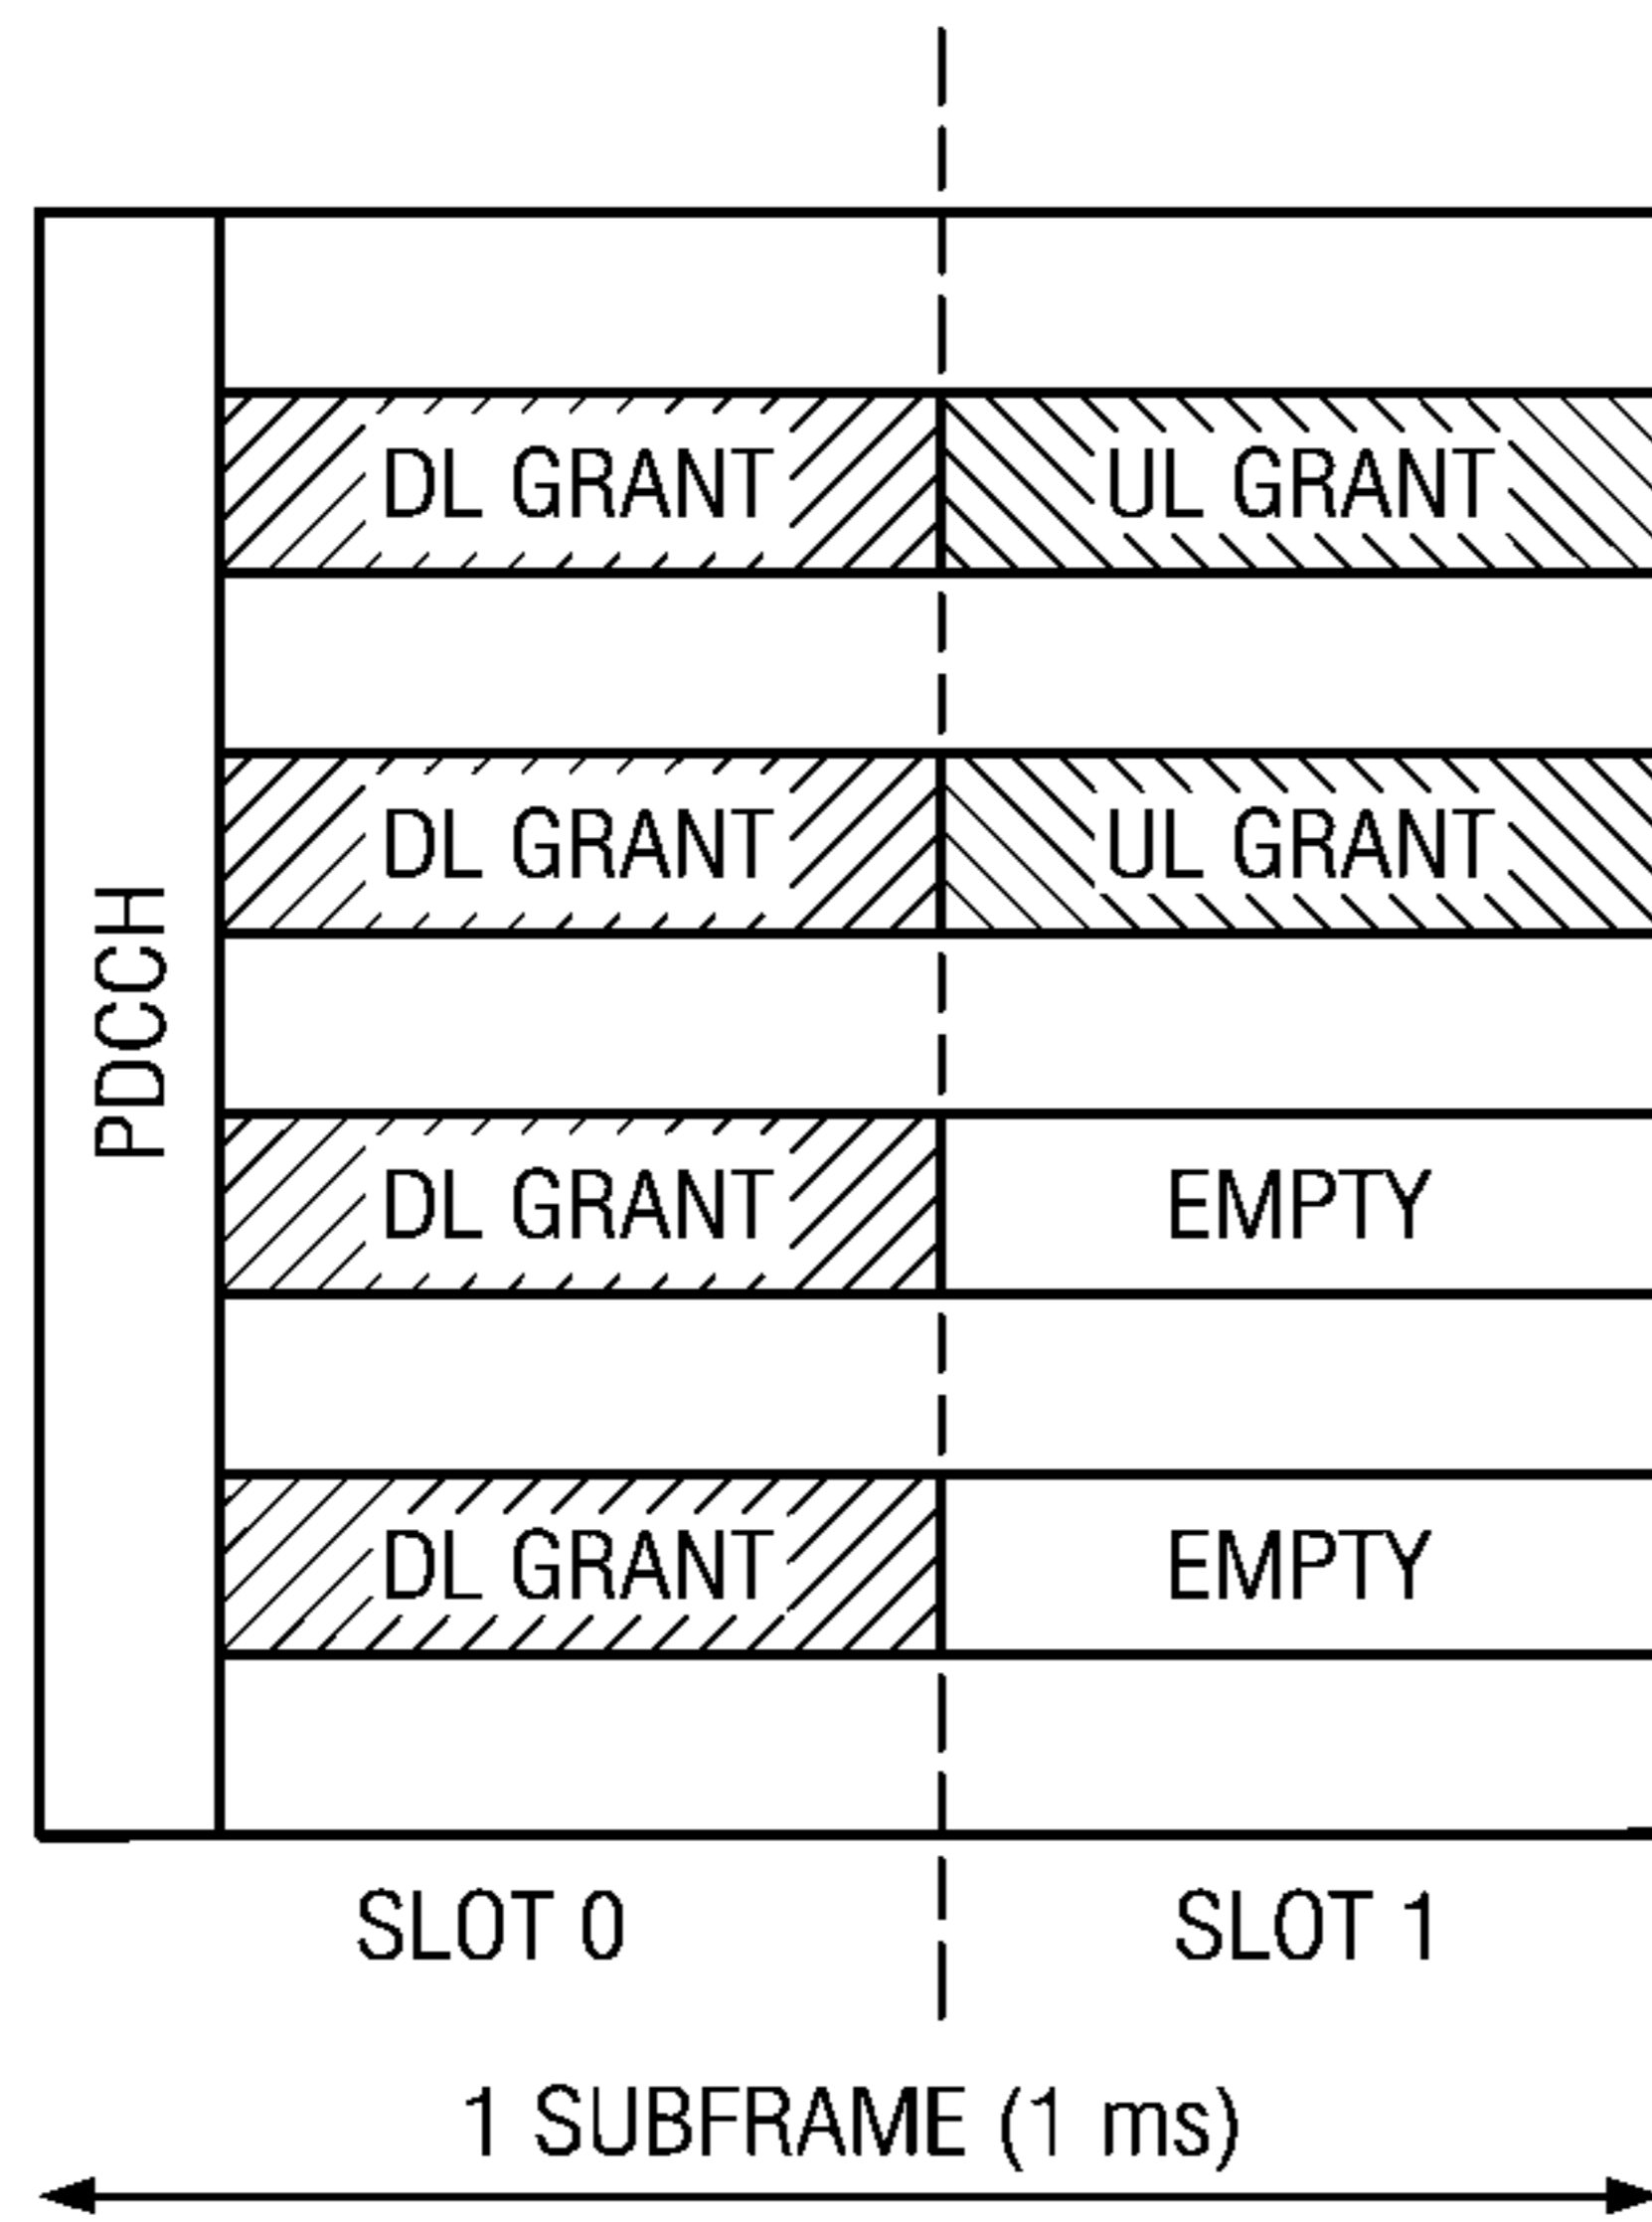 PDCCH
DL GRANT
UL GRANT
DL GRANT
UL GRANT
DL GRANT
EMPTY
DL GRANT
EMPTY
SLOT 0
SLOT 1
1 SUBFRAME (1 ms)